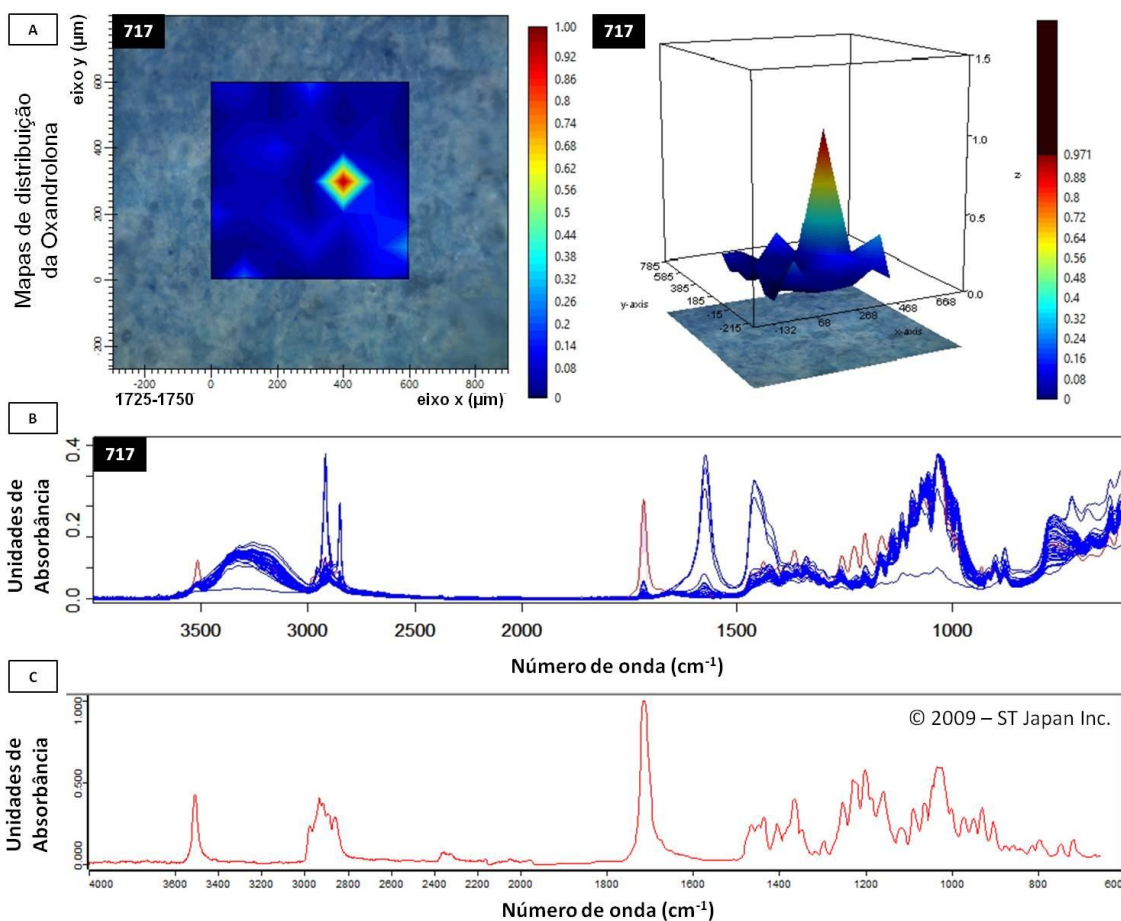 A
Mapas de distribuição
da Oxandrolona
eixo y (µm)
717
600
400
200
0
-200
-200 0 200 400 600 800
1725-1750 eixo x (µm)
1.00
0.92
0.86
0.80
0.74
0.68
0.62
0.56
0.5
0.45
0.38
0.32
0.26
0.2
0.14
0.08
0
717
1.5
1.0
0.5
0.0
z
785
585
385
185
-15
-215
y-axis
-132 68 268 468 668
x-axis
0.971
0.88
0.80
0.72
0.64
0.56
0.48
0.40
0.32
0.24
0.16
0.08
0
B
717
Unidades de
Absorbância
0.4
0.2
0.0
3500 3000 2500 2000 1500 1000
Número de onda (cm-1)
C
© 2009 – ST Japan Inc.
Unidades de
Absorbância
1.000
0.500
0.000
4000 3600 3400 3200 3000 2800 2600 2400 2200 2000 1600 1400 1200 1000 800 600
Número de onda (cm-1)